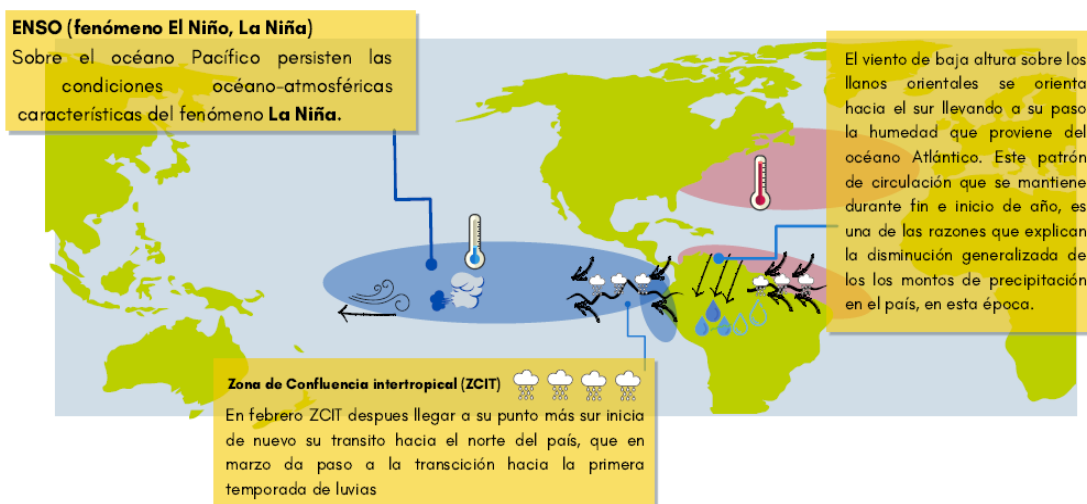 ENSO (fenómeno El Niño, La Niña)
Sobre el océano Pacífico persisten las
condiciones océano-atmosféricas
características del fenómeno La Niña.
El viento de baja altura sobre los
llanos orientales se orienta
hacia el sur llevando a su paso
la humedad que proviene del
océano Atlántico. Este patrón
de circulación que se mantiene
durante fin e inicio de año, es
una de las razones que explican
la disminución generalizada de
los los montos de precipitación
en el país, en esta época.
Zona de Confluencia intertropical (ZCIT)
En febrero ZCIT despues llegar a su punto más sur inicia
de nuevo su transito hacia el norte del país, que en
marzo da paso a la transcición hacia la primera
temporada de luvias